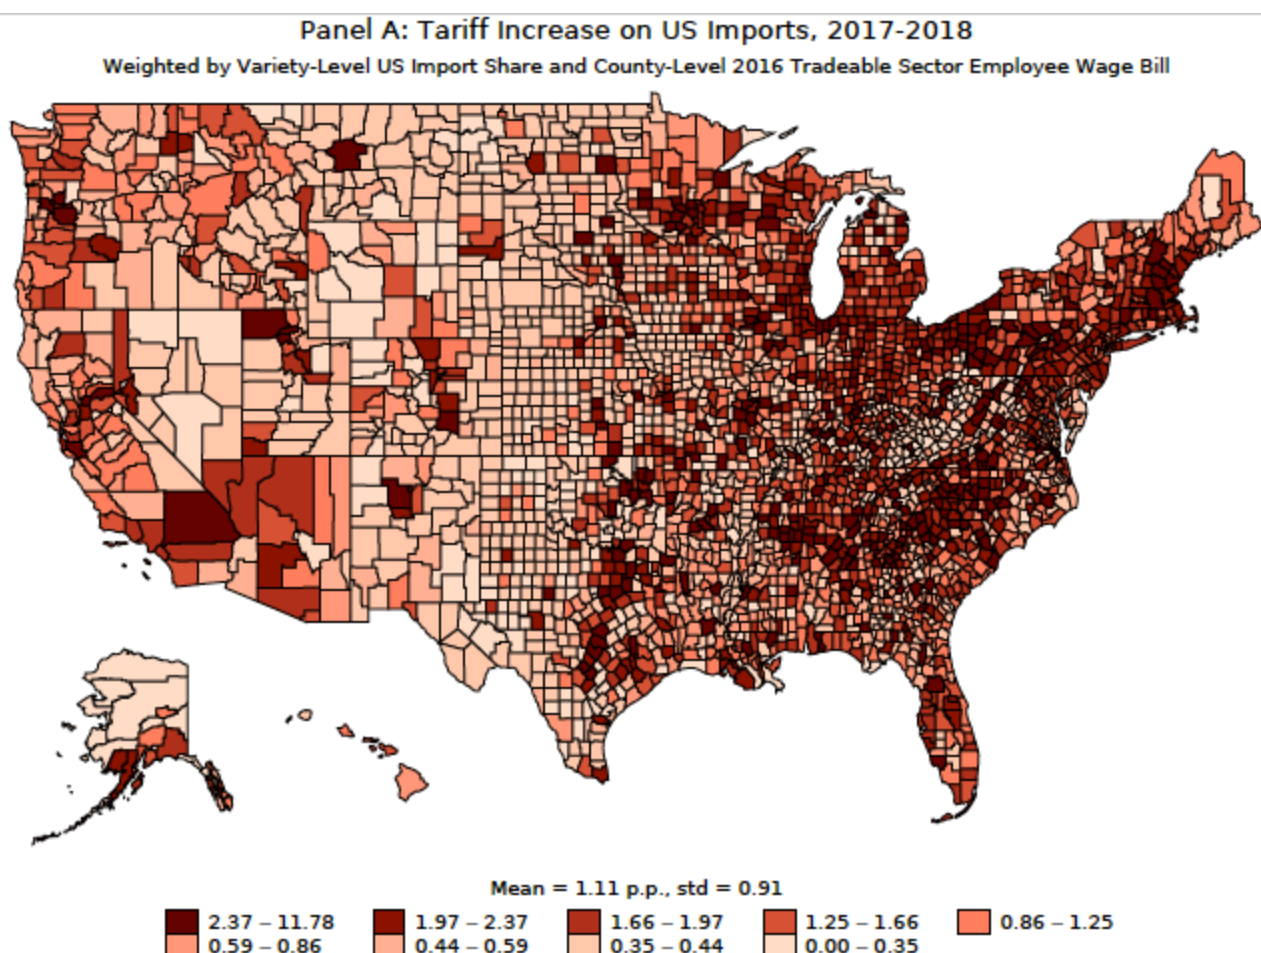 Panel A: Tariff Increase on US Imports, 2017-2018
Weighted by Variety-Level US Import Share and County-Level 2016 Tradeable Sector Employee Wage Bill
Mean = 1.11 p.p., std = 0.91
2.37 – 11.78 1.97 – 2.37 1.66 – 1.97 1.25 – 1.66 0.86 – 1.25
0.59 – 0.86 0.44 – 0.59 0.35 – 0.44 0.00 – 0.35